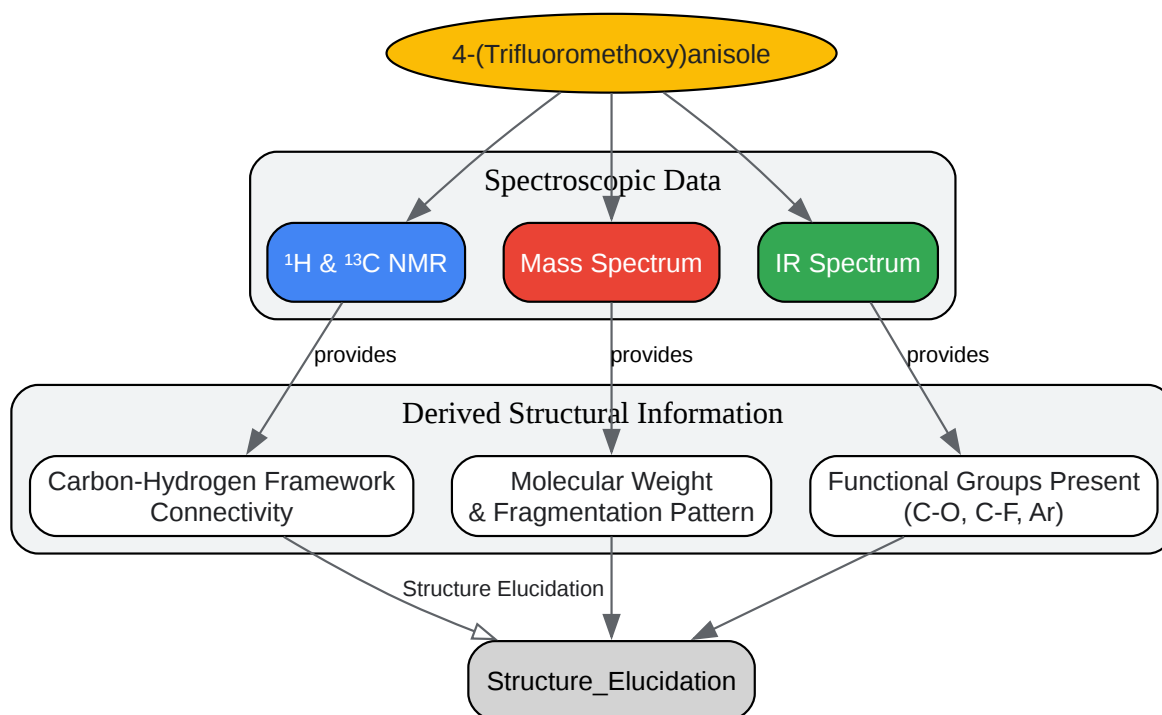 4-(Trifluoromethoxy)anisole
Spectroscopic Data
¹H & ¹³C NMR
Mass Spectrum
IR Spectrum
provides
provides
provides
Derived Structural Information
Carbon-Hydrogen Framework
Connectivity
Molecular Weight
& Fragmentation Pattern
Functional Groups Present
(C-O, C-F, Ar)
Structure Elucidation
Structure_Elucidation